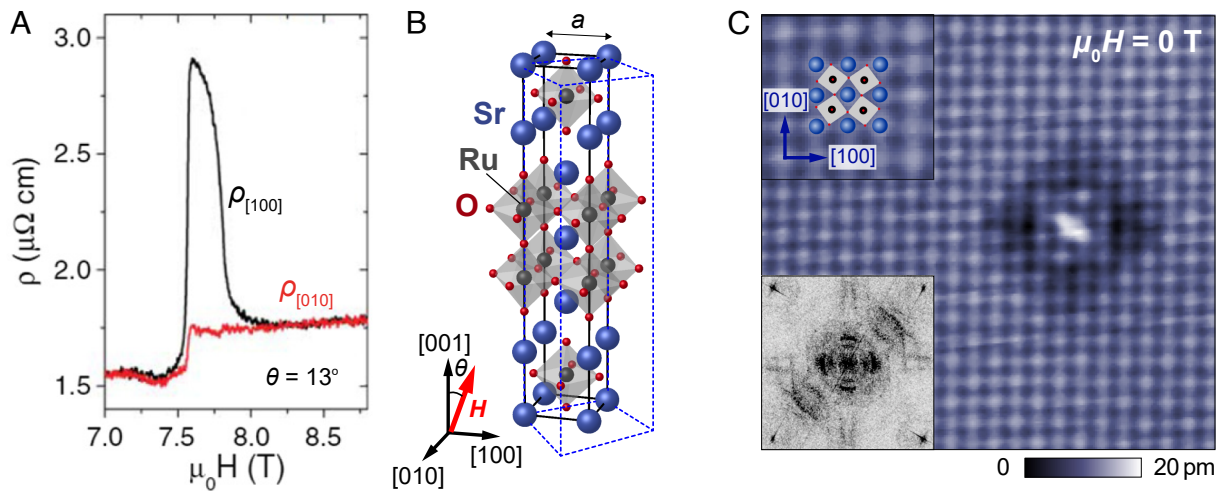 A
3.0
2.5
2.0
1.5
ρ (μΩ cm)
ρ[100]
ρ[010]
θ = 13°
7.0 7.5 8.0 8.5
μ0H (T)
B
a
Sr
Ru
O
[001]
θ
H
[100]
[010]
C
μ0H = 0 T
[010]
[100]
0 20 pm